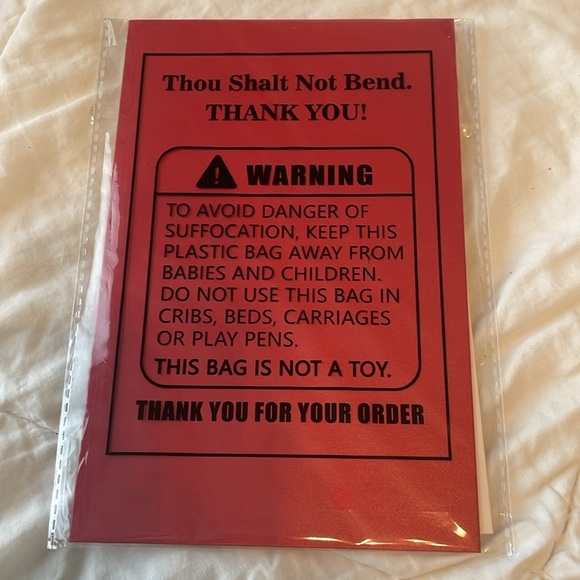 Thou Shalt Not Bend.
THANK YOU!
WARNING
TO AVOID DANGER OF
SUFFOCATION, KEEP THIS
PLASTIC BAG AWAY FROM
BABIES AND CHILDREN.
DO NOT USE THIS BAG IN
CRIBS, BEDS, CARRIAGES
OR PLAY PENS.
THIS BAG IS NOT A TOY.
THANK YOU FOR YOUR ORDER